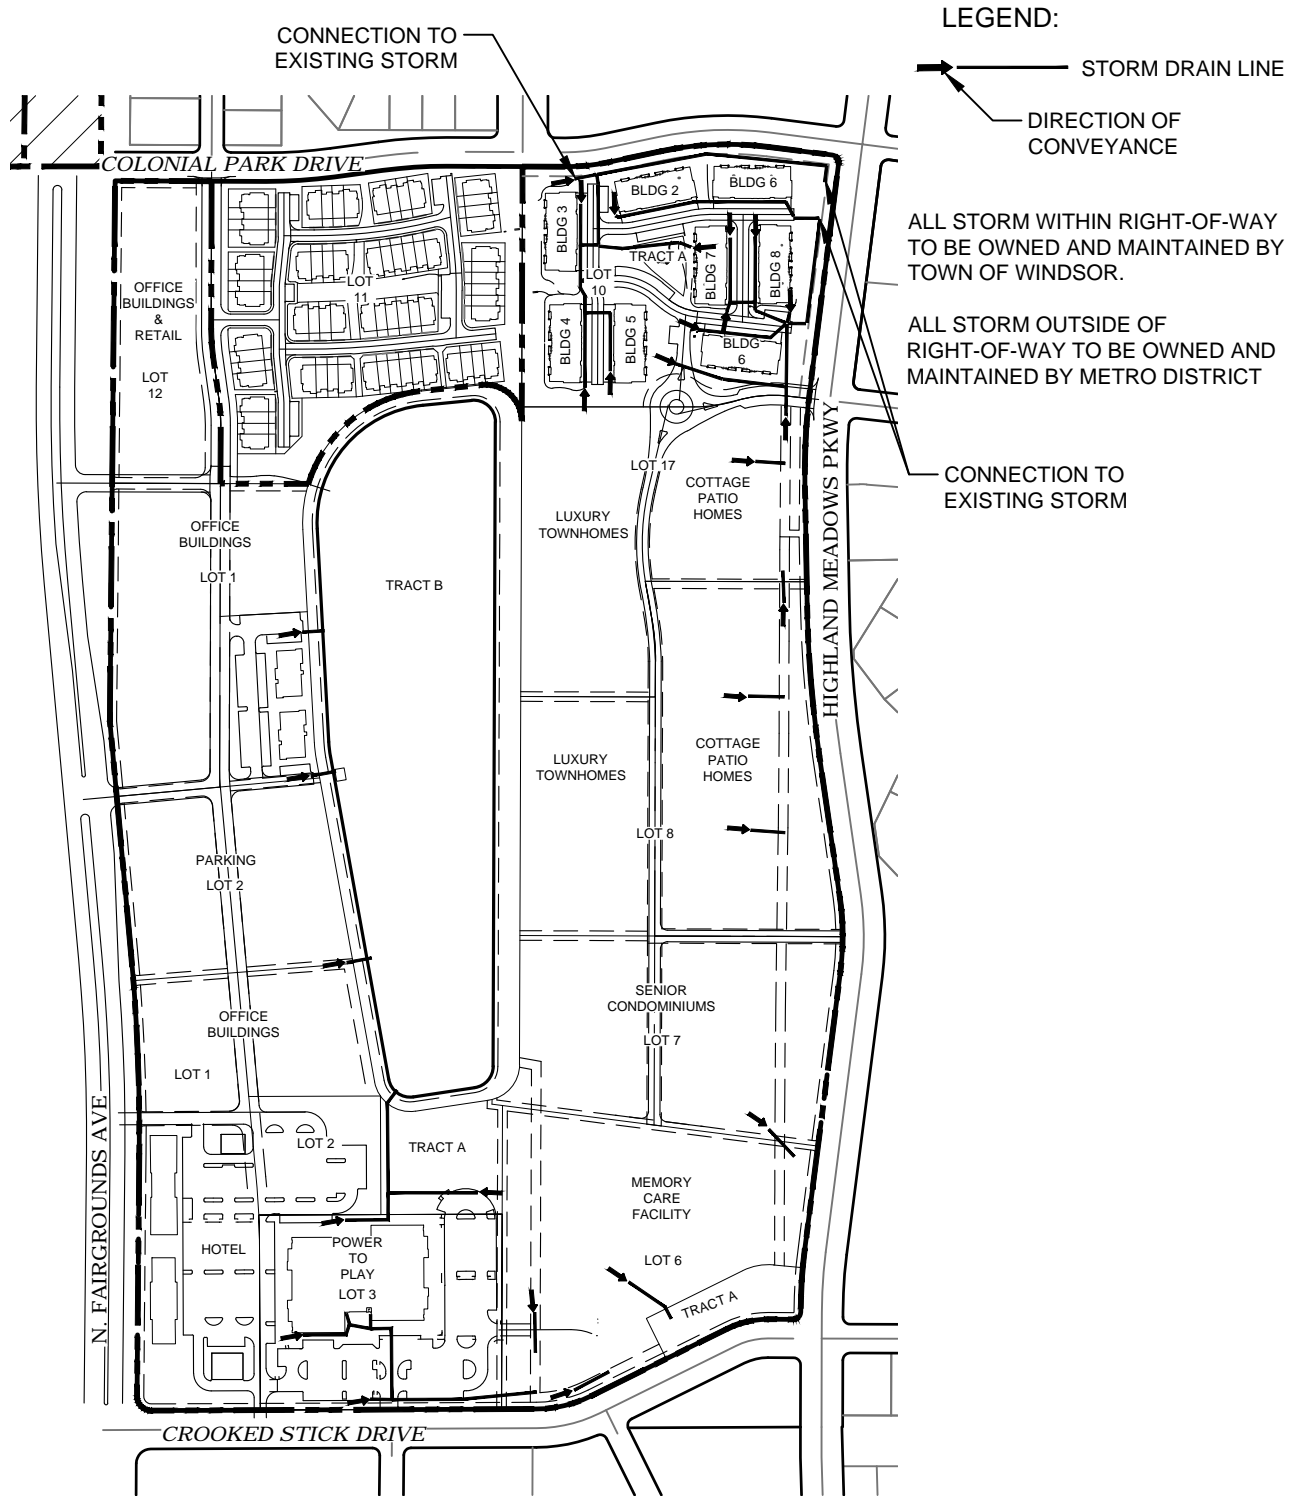 LEGEND:
CONNECTION TO
EXISTING STORM
STORM DRAIN LINE
DIRECTION OF
CONVEYANCE
COLONIAL PARK DRIVE
BLDG 2
BLDG 6
BLDG 3
ALL STORM WITHIN RIGHT-OF-WAY
TO BE OWNED AND MAINTAINED BY
TOWN OF WINDSOR.
TRACT A
BLDG 7
BLDG 8
LOT
10
LOT
11
OFFICE
BUILDINGS
&
RETAIL
LOT
12
BLDG 4
BLDG 5
BLDG
6
ALL STORM OUTSIDE OF
RIGHT-OF-WAY TO BE OWNED AND
MAINTAINED BY METRO DISTRICT
HIGHLAND MEADOWS PKWY
LOT 17
COTTAGE
PATIO
HOMES
CONNECTION TO
EXISTING STORM
LUXURY
TOWNHOMES
OFFICE
BUILDINGS
LOT 1
TRACT B
LUXURY
TOWNHOMES
COTTAGE
PATIO
HOMES
LOT 8
PARKING
LOT 2
SENIOR
CONDOMINIUMS
LOT 7
OFFICE
BUILDINGS
LOT 1
N. FAIRGROUNDS AVE
LOT 2
TRACT A
MEMORY
CARE
FACILITY
LOT 6
HOTEL
POWER
TO
PLAY
LOT 3
TRACT A
CROOKED STICK DRIVE